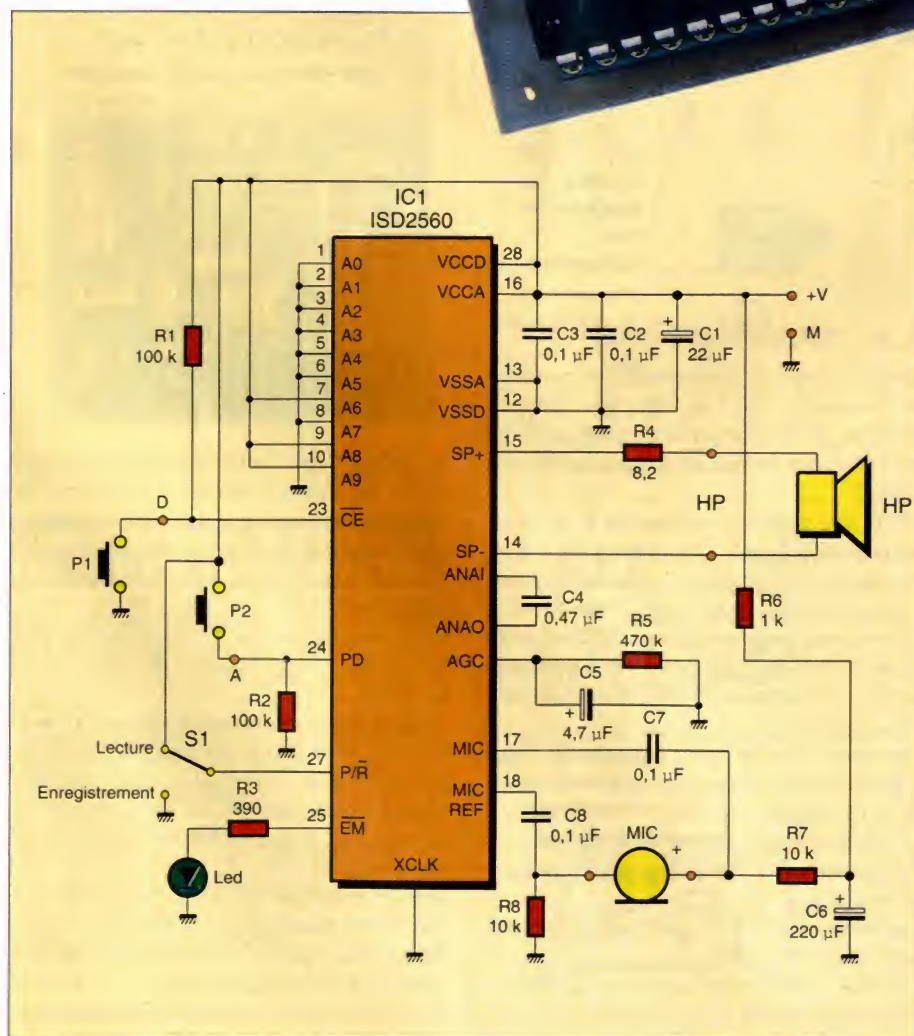 IC1
ISD2560
1 A0
2 A1
3 A2
4 A3
5 A4
6 A5
7 A6
8 A7
9 A8
10 A9
23 CE
24 PD
27 P/R
25 EM
XCLK
VCCD 28
VCCA 16
VSSA 13
VSSD 12
SP+ 15
SP- 14
ANAI
ANAO
AGC
MIC 17
MIC 18
REF
R1
100 k
D
P1
P2
A
R2
100 k
S1
Lecture
Enregistrement
R3
390
Led
C3
0,1 µF
C2
0,1 µF
+
C1
22 µF
+V
M
R4
8,2
HP
HP
C4
0,47 µF
R6
1 k
R5
470 k
C5
+
4,7 µF
C7
0,1 µF
C8
0,1 µF
MIC
+
R7
10 k
R8
10 k
+
C6
220 µF